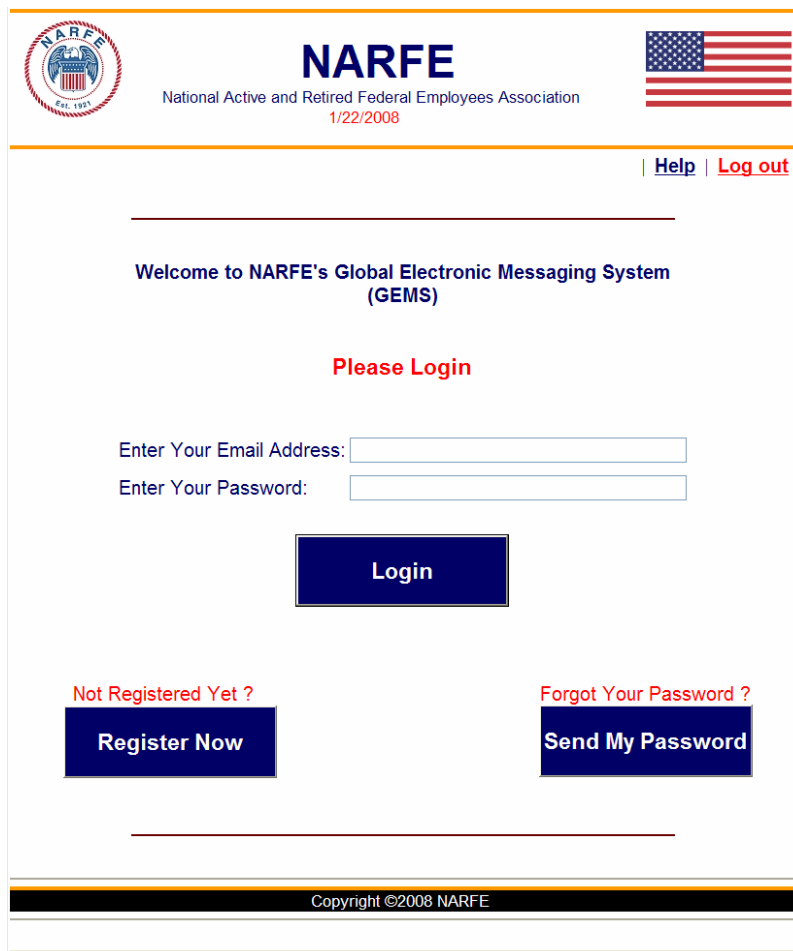 NARFE
Est. 1921
NARFE
National Active and Retired Federal Employees Association
1/22/2008
| Help | Log out
Welcome to NARFE's Global Electronic Messaging System
(GEMS)
Please Login
Enter Your Email Address:
Enter Your Password:
Login
Not Registered Yet ?
Forgot Your Password ?
Register Now
Send My Password
Copyright ©2008 NARFE